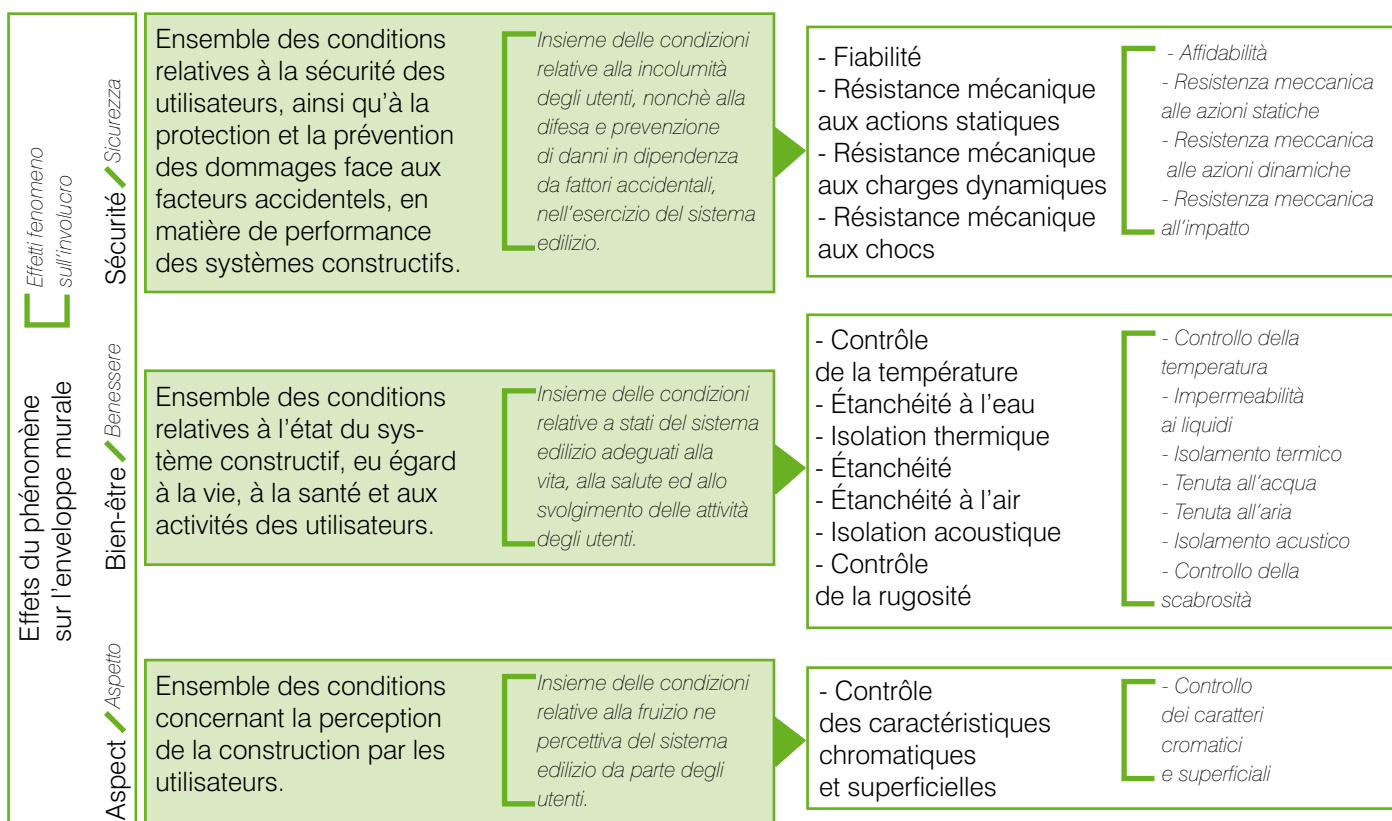 Effets du phénomène
sur l'enveloppe murale
Effetti fenomeno
sull'involucro
Sécurité
Sicurezza
Ensemble des conditions
relatives à la sécurité des
utilisateurs, ainsi qu'à la
protection et la prévention
des dommages face aux
facteurs accidentels, en
matière de performance
des systèmes constructifs.
Insieme delle condizioni
relative alla incolumità
degli utenti, nonchè alla
difesa e prevenzione
di danni in dipendenza
da fattori accidentali,
nell'esercizio del sistema
edilizio.
- Fiabilité
- Résistance mécanique
aux actions statiques
- Résistance mécanique
aux charges dynamiques
- Résistance mécanique
aux chocs
- Affidabilità
- Resistenza meccanica
alle azioni statiche
- Resistenza meccanica
alle azioni dinamiche
- Resistenza meccanica
all'impatto
Bien-être
Benessere
Ensemble des conditions
relatives à l'état du sys-
tème constructif, eu égard
à la vie, à la santé et aux
activités des utilisateurs.
Insieme delle condizioni
relative a stati del sistema
edilizio adeguati alla
vita, alla salute ed allo
svolgimento delle attività
degli utenti.
- Contrôle
de la température
- Étanchéité à l'eau
- Isolation thermique
- Étanchéité
- Étanchéité à l'air
- Isolation acoustique
- Contrôle
de la rugosité
- Controllo della
temperatura
- Impermeabilità
ai liquidi
- Isolamento termico
- Tenuta all'acqua
- Tenuta all'aria
- Isolamento acustico
- Controllo della
scabrosità
Aspect
Aspetto
Ensemble des conditions
concernant la perception
de la construction par les
utilisateurs.
Insieme delle condizioni
relative alla fruizio ne
percettiva del sistema
edilizio da parte degli
utenti.
- Contrôle
des caractéristiques
chromatiques
et superficielles
- Controllo
dei caratteri
cromatici
e superficiali